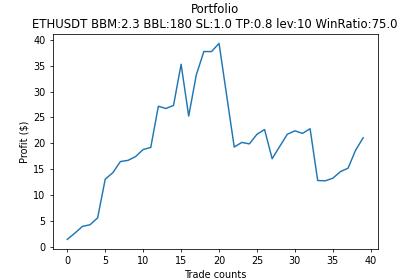 Portfolio
ETHUSDT BBM:2.3 BBL:180 SL:1.0 TP:0.8 lev:10 WinRatio:75.0
Profit ($)
40
35
30
25
20
15
10
5
0
0 5 10 15 20 25 30 35 40
Trade counts